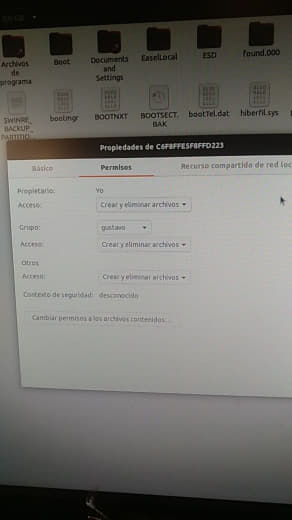 Archivos de programa
Boot
Documents and Settings
EaselLocal
ESD
found.000
$WINRE_BACKUP_PARTITIO...
bootmgr
BOOTNXT
BOOTSECT.BAK
bootTel.dat
hiberfil.sys
Propiedades de C6F8FFE5F8FFD223
Básico
Permisos
Recurso compartido de red loc
Propietario: Yo
Acceso: Crear y eliminar archivos
Grupo: gustavo
Acceso: Crear y eliminar archivos
Otros
Acceso: Crear y eliminar archivos
Contexto de seguridad: desconocido
Cambiar permisos a los archivos contenidos...